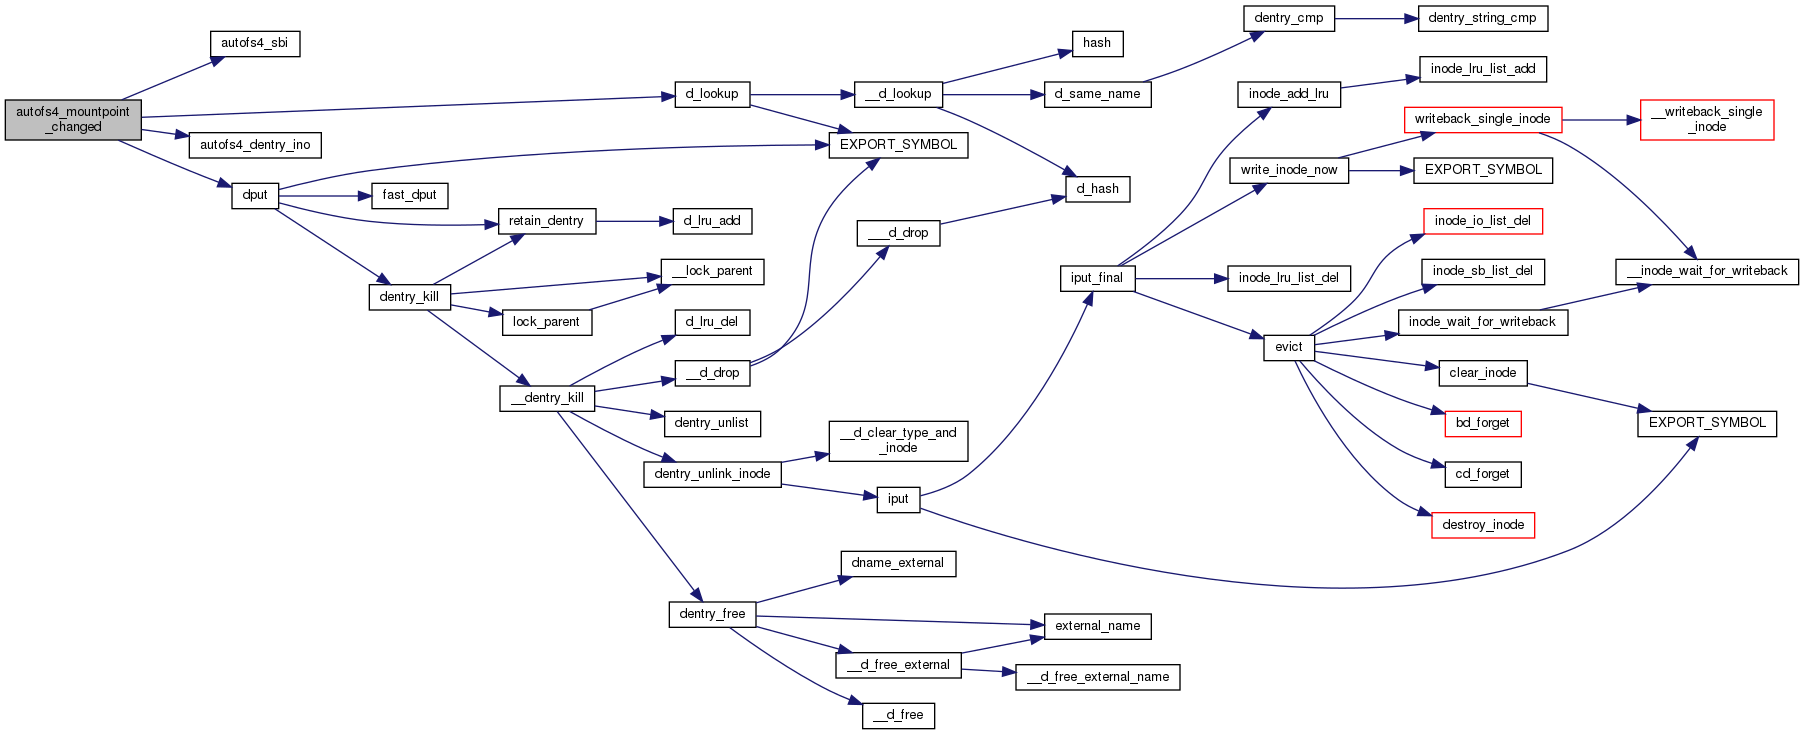 autofs4_mountpoint
_changed
autofs4_sbi
d_lookup
autofs4_dentry_ino
dput
EXPORT_SYMBOL
fast_dput
retain_dentry
d_lru_add
dentry_kill
__lock_parent
lock_parent
__dentry_kill
d_lru_del
__d_drop
dentry_unlist
dentry_unlink_inode
dentry_free
__d_lookup
hash
d_same_name
d_hash
___d_drop
dentry_cmp
dentry_string_cmp
__d_clear_type_and
_inode
iput
iput_final
inode_add_lru
inode_lru_list_add
write_inode_now
writeback_single_inode
__writeback_single
_inode
EXPORT_SYMBOL
inode_lru_list_del
evict
inode_io_list_del
inode_sb_list_del
inode_wait_for_writeback
__inode_wait_for_writeback
clear_inode
bd_forget
cd_forget
destroy_inode
EXPORT_SYMBOL
dname_external
external_name
__d_free_external
__d_free_external_name
__d_free